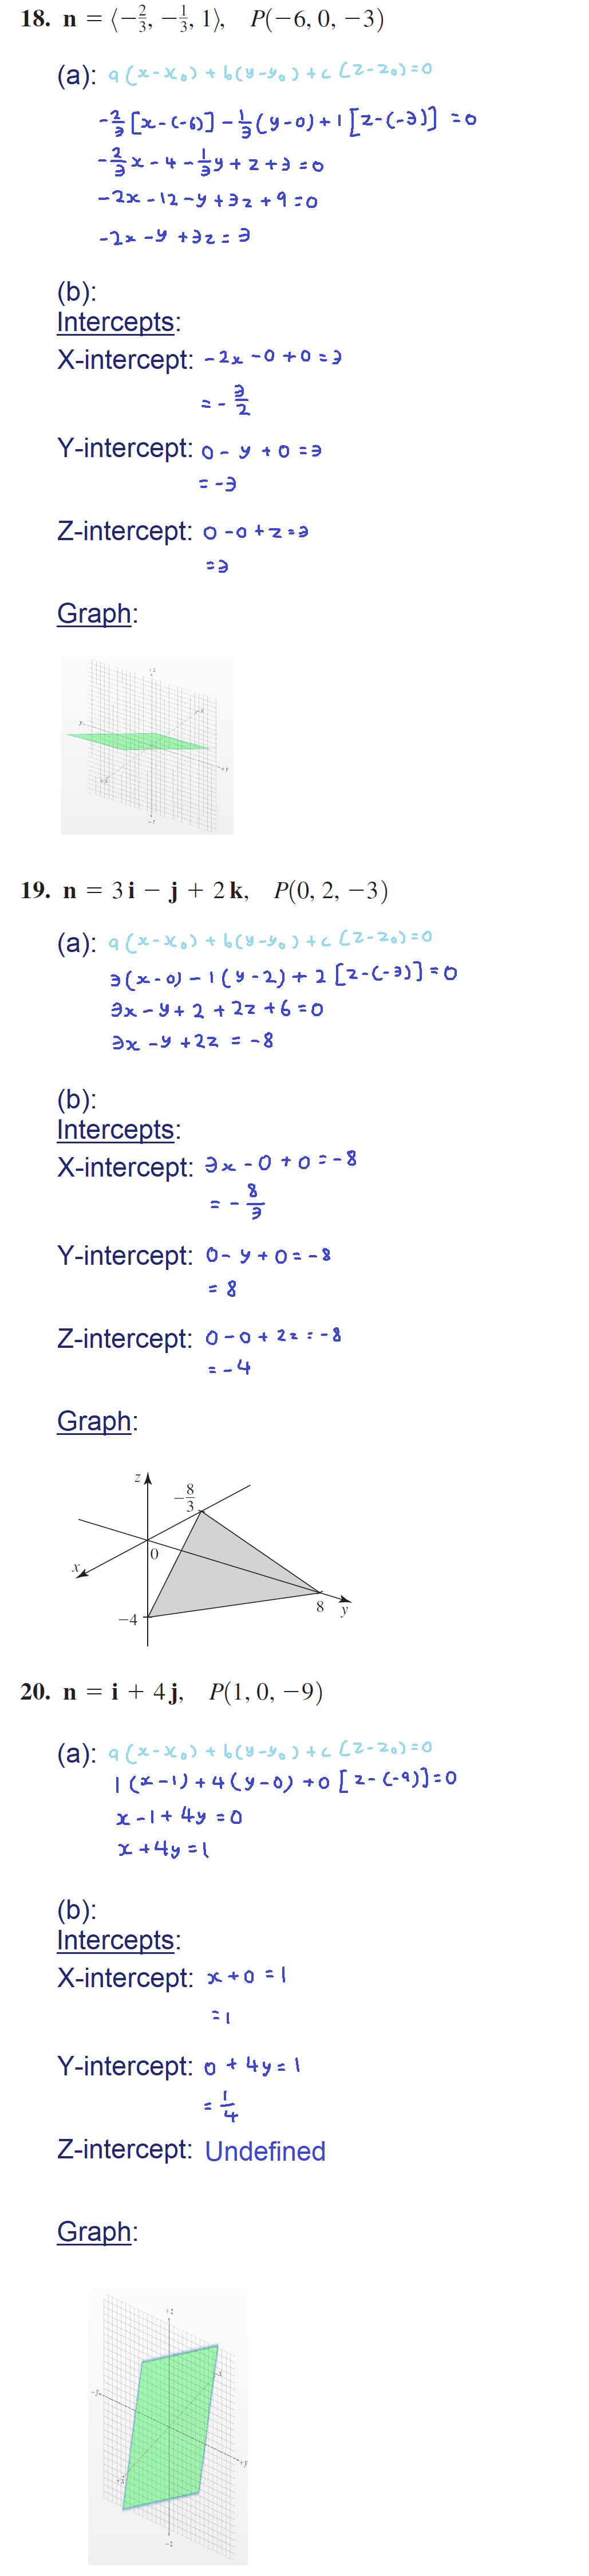 18. n = ⟨−2/3, −1/3, 1⟩, P(−6, 0, −3)
(a): a(x-x₀) + b(y-y₀) + c(z-z₀) = 0
-2/3[x-(-6)] - 1/3(y-0) + 1[z-(-3)] = 0
-2/3x - 4 - 1/3y + z + 3 = 0
-2x - 12 - y + 3z + 9 = 0
-2x - y + 3z = 3
(b):
Intercepts:
X-intercept: -2x - 0 + 0 = 3
= - 3/2
Y-intercept: 0 - y + 0 = 3
= -3
Z-intercept: 0 - 0 + z = 3
= 3
Graph:
+z
-x
-y
+y
+x
-z
19. n = 3i − j + 2k, P(0, 2, −3)
(a): a(x-x₀) + b(y-y₀) + c(z-z₀) = 0
3(x-0) - 1(y-2) + 2[z-(-3)] = 0
3x - y + 2 + 2z + 6 = 0
3x - y + 2z = -8
(b):
Intercepts:
X-intercept: 3x - 0 + 0 = -8
= - 8/3
Y-intercept: 0 - y + 0 = -8
= 8
Z-intercept: 0 - 0 + 2z = -8
= -4
Graph:
z
−8/3
0
x
−4
8
y
20. n = i + 4j, P(1, 0, −9)
(a): a(x-x₀) + b(y-y₀) + c(z-z₀) = 0
1(x-1) + 4(y-0) + 0[z-(-9)] = 0
x - 1 + 4y = 0
x + 4y = 1
(b):
Intercepts:
X-intercept: x + 0 = 1
= 1
Y-intercept: 0 + 4y = 1
= 1/4
Z-intercept: Undefined
Graph:
+z
-x
-y
+y
+x
-z